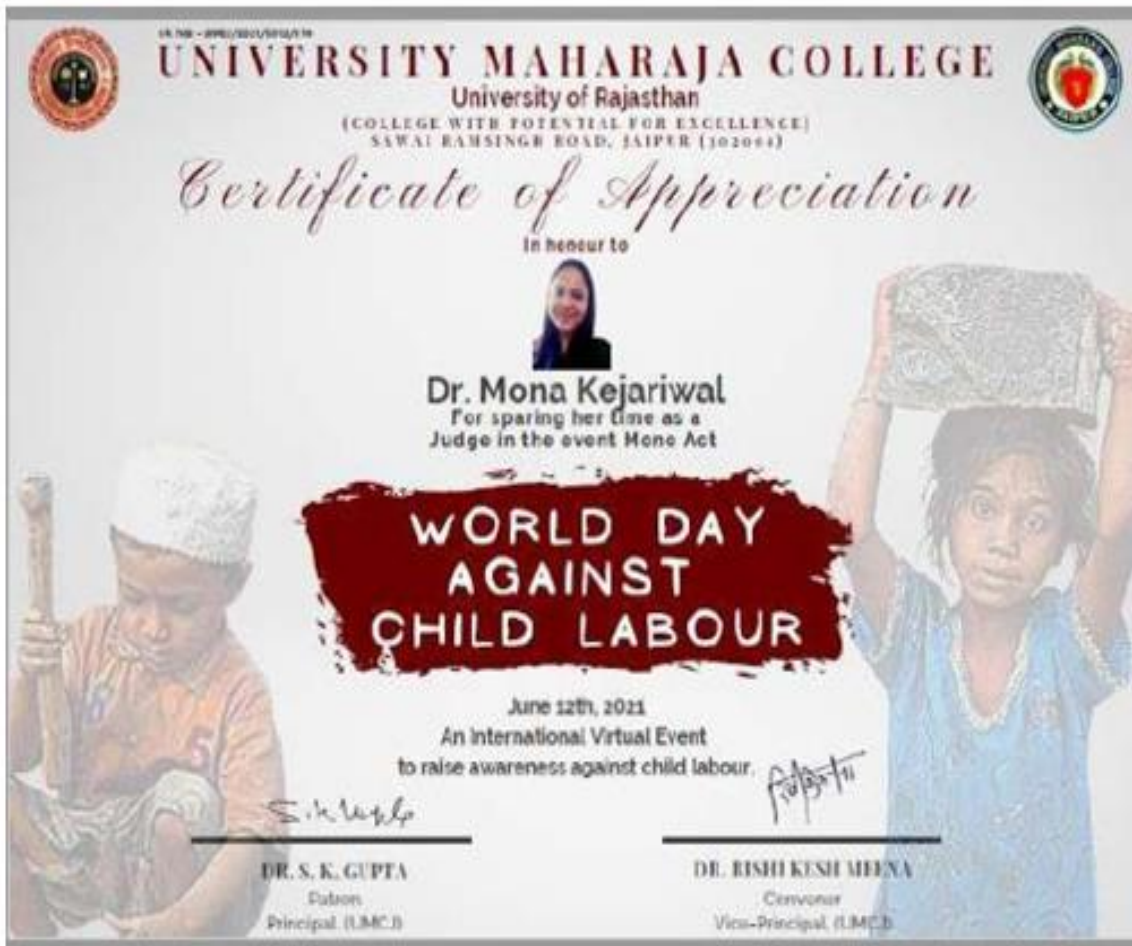 UNIVERSITY MAHARAJA COLLEGE
University of Rajasthan
(COLLEGE WITH POTENTIAL FOR EXCELLENCE)
SAWAI RAMSINGH ROAD, JAIPUR (302004)
Certificate of Appreciation
In honour to
Dr. Mona Kejariwal
For sparing her time as a
Judge in the event Mono Act
WORLD DAY
AGAINST
CHILD LABOUR
June 12th, 2021
An International Virtual Event
to raise awareness against child labour.
DR. S. K. GUPTA
Patron
Principal, (UMCJ)
DR. RISHI KESH MEENA
Convenor
Vice-Principal, (UMCJ)